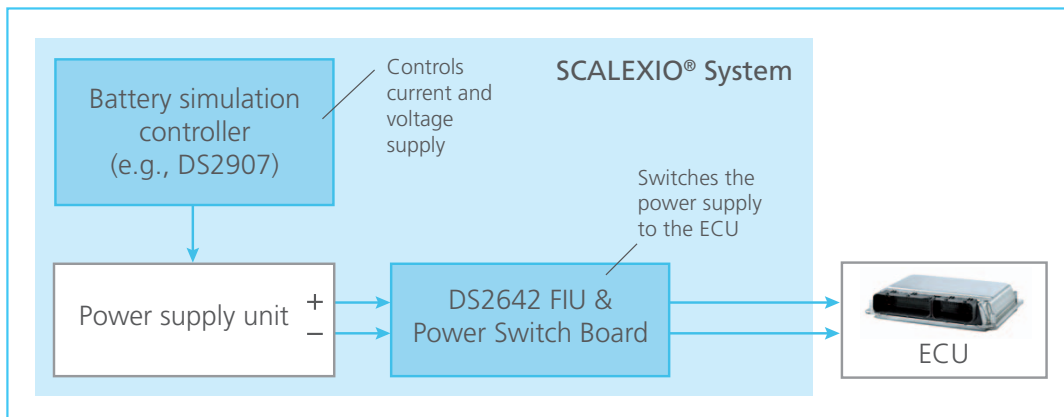 Battery simulation
controller
(e.g., DS2907)
Controls
current and
voltage
supply
SCALEXIO® System
Switches the
power supply
to the ECU
Power supply unit
+
–
DS2642 FIU &
Power Switch Board
ECU